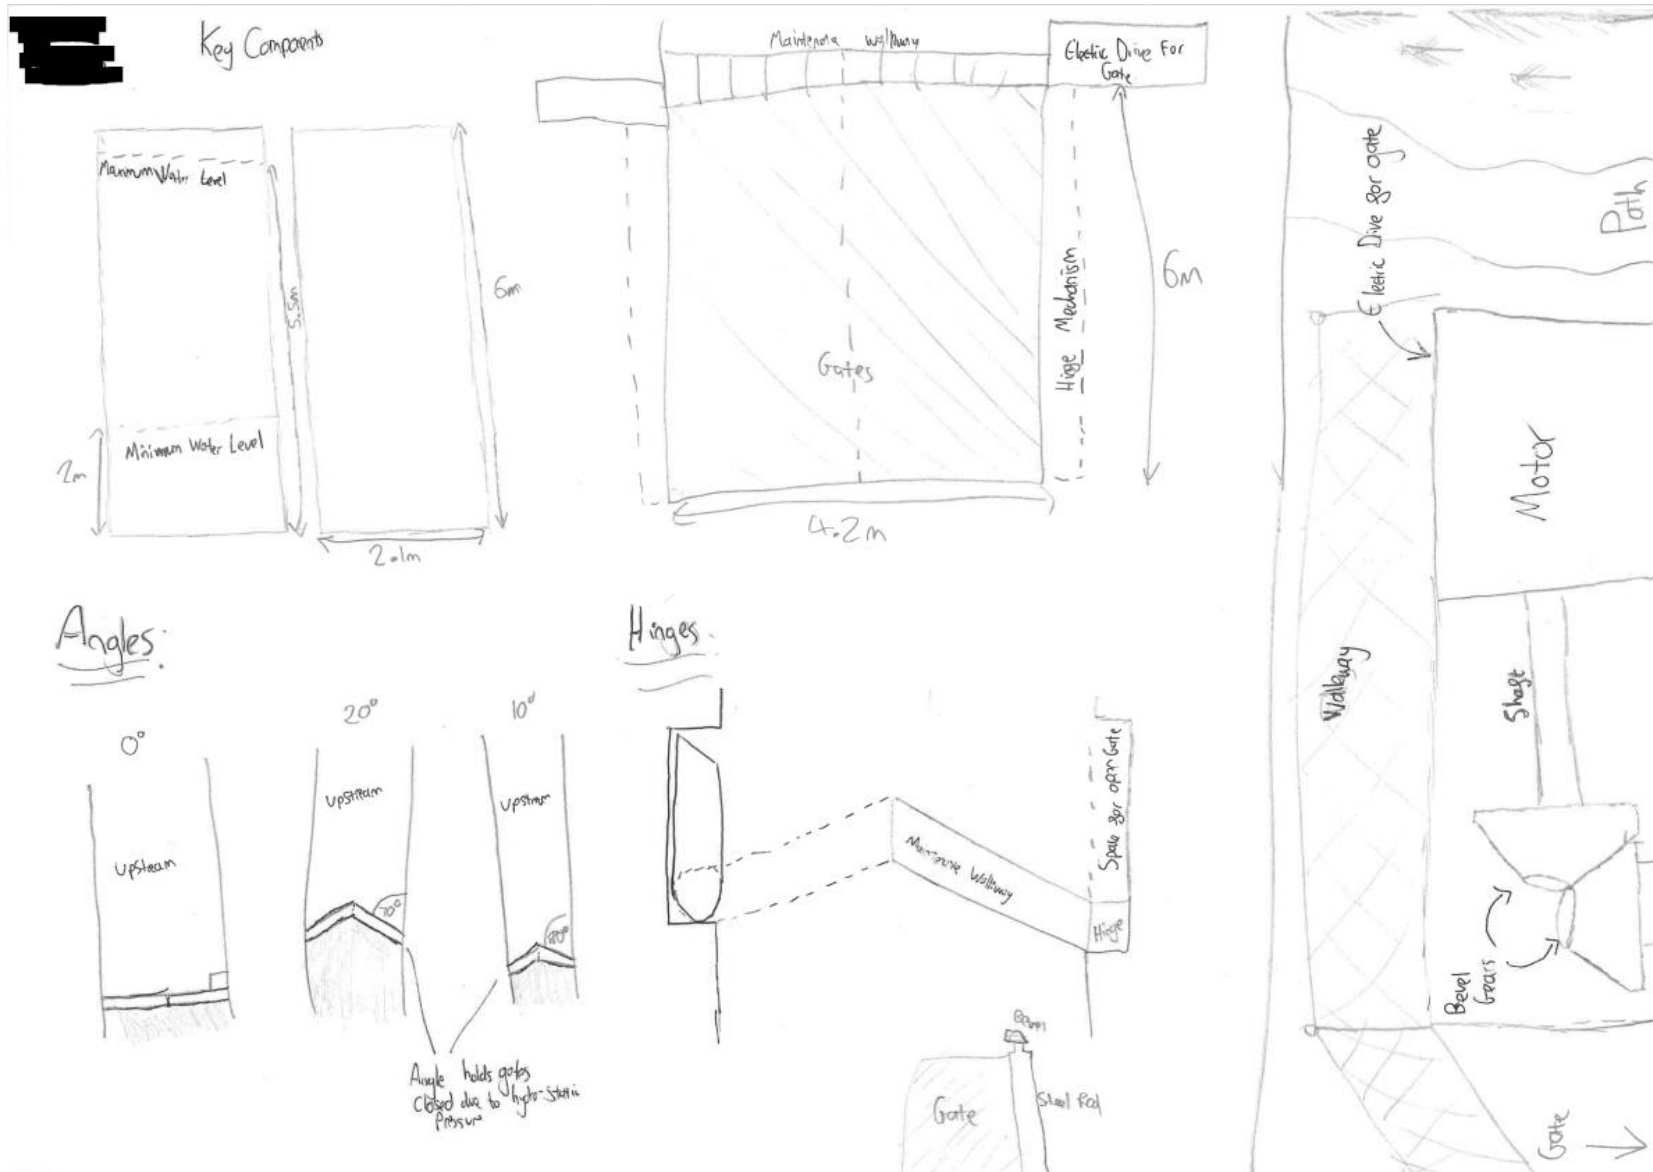 Key Components
Maximum Water Level
5.5m
Minimum Water Level
2m
6m
2.1m
walkway
Electric Drive For
Gate
Hinge Mechanism
Gates
6m
4.2m
Electric Dive for gate
Path
Motor
Walkway
Shaft
Bevel
Gears
Gate
Angles:
0°
Upstream
20°
Upstream
70°
10°
Upstream
80°
Angle holds gates
Closed due to hydro-static
Pressure
Hinges
Space for open Gate
Walkway
Hinge
Gate
Steel Rod